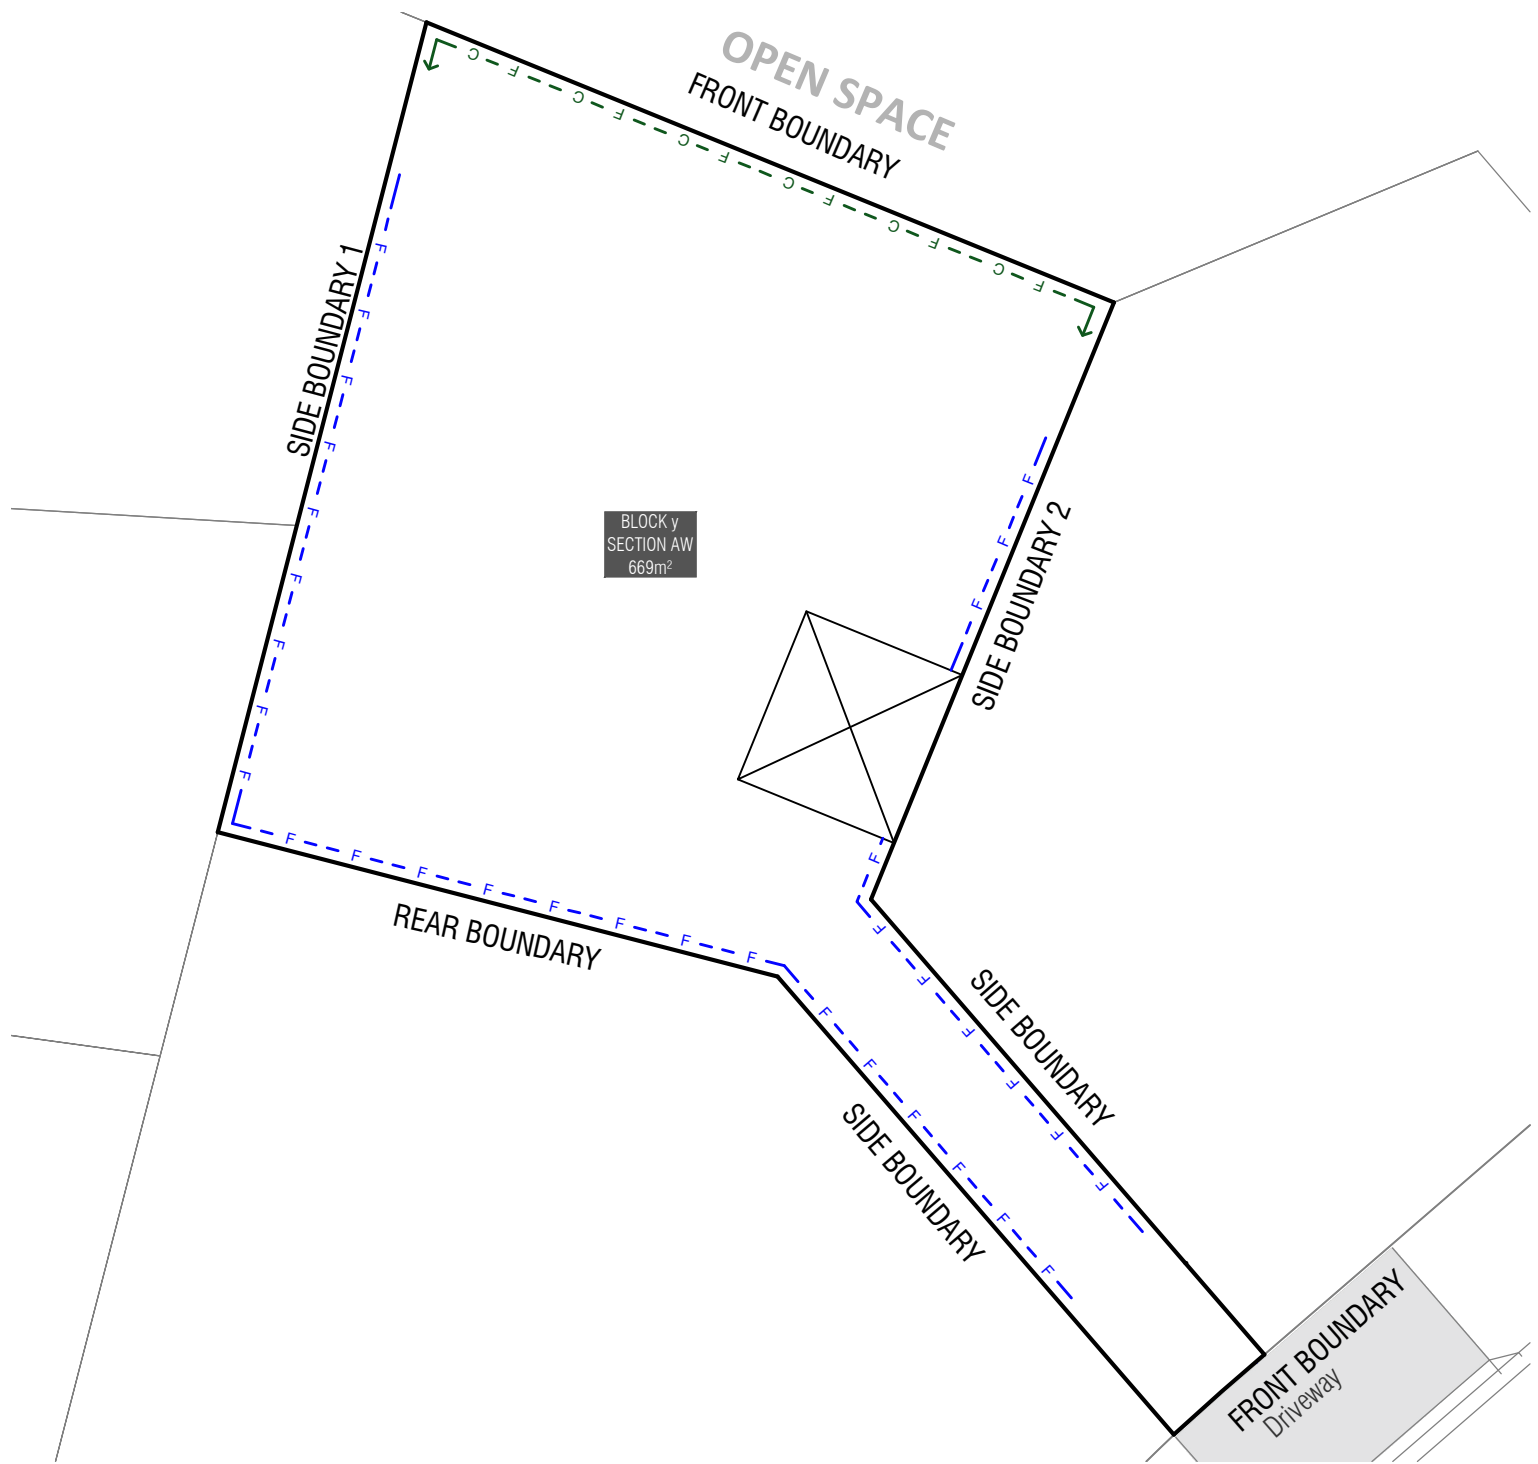 OPEN SPACE
FRONT BOUNDARY
C F C F C F C F C F C F
SIDE BOUNDARY 1
F F F F F F F F F
BLOCK y
SECTION AW
669m²
F F F
SIDE BOUNDARY 2
F
F F F F F F F F
REAR BOUNDARY
F F F F F F
SIDE BOUNDARY
F F F F F F
SIDE BOUNDARY
FRONT BOUNDARY
Driveway